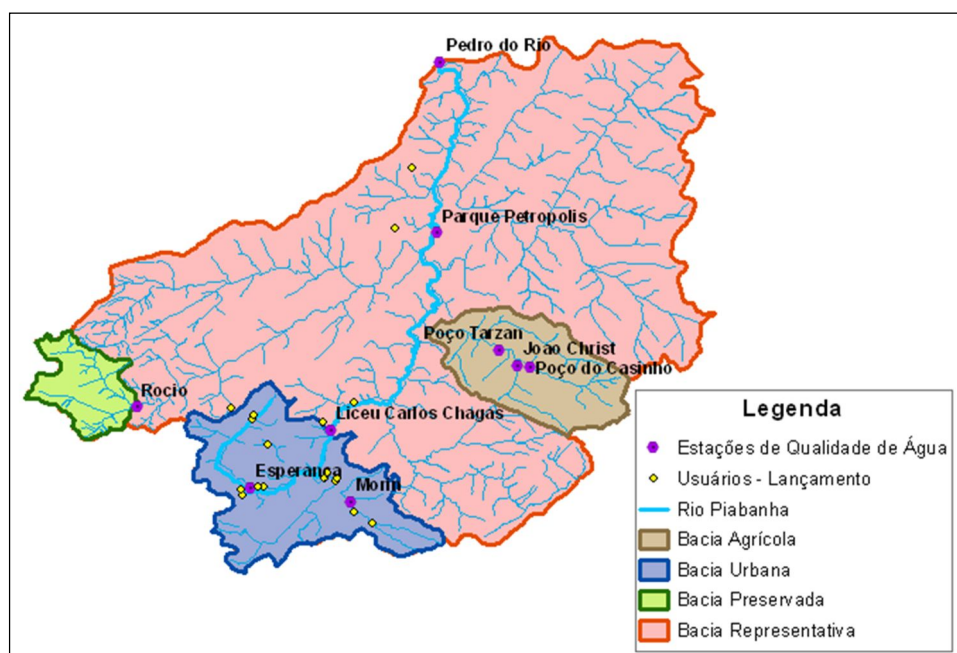 Pedro do Rio
Parque Petropolis
Poço Tarzan
Joao Christ
Poço do Casinho
Rocio
Liceu Carlos Chagas
Esperança
Morin
Legenda
Estações de Qualidade de Água
Usuários - Lançamento
Rio Piabanha
Bacia Agrícola
Bacia Urbana
Bacia Preservada
Bacia Representativa